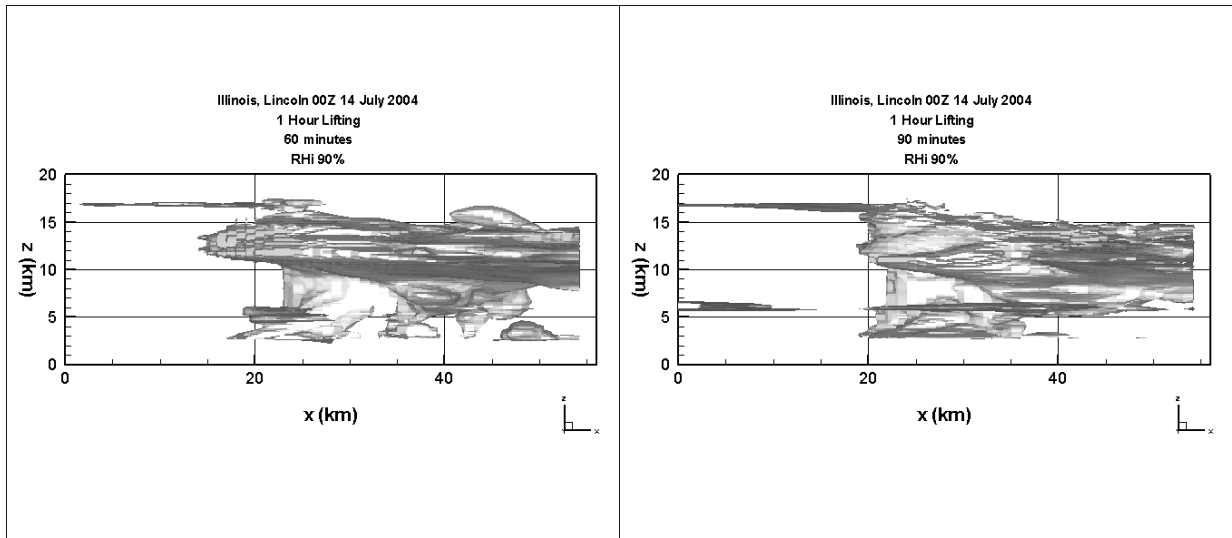 Illinois, Lincoln 00Z 14 July 2004
1 Hour Lifting
60 minutes
RHi 90%
20
15
10
5
0
z (km)
0
20
40
x (km)
z
x
Illinois, Lincoln 00Z 14 July 2004
1 Hour Lifting
90 minutes
RHi 90%
20
15
10
5
0
z (km)
0
20
40
x (km)
z
x